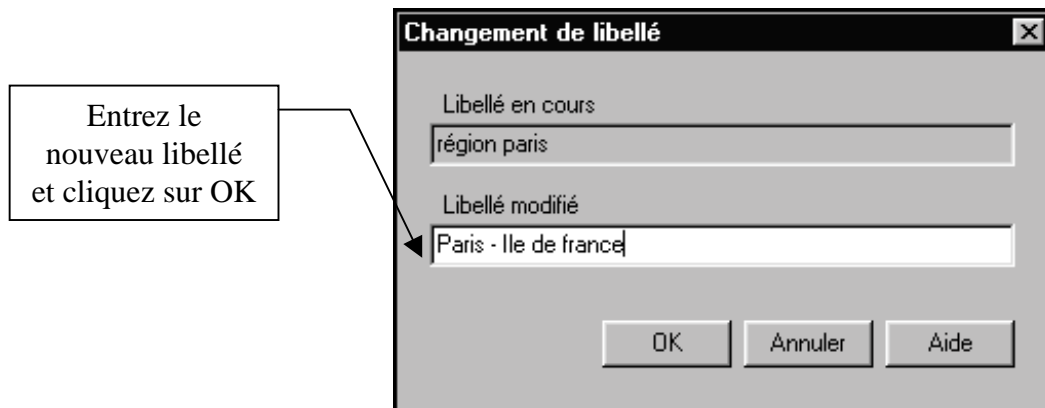 Changement de libellé
Entrez le
nouveau libellé
et cliquez sur OK
Libellé en cours
région paris
Libellé modifié
Paris - Ile de france
OK Annuler Aide